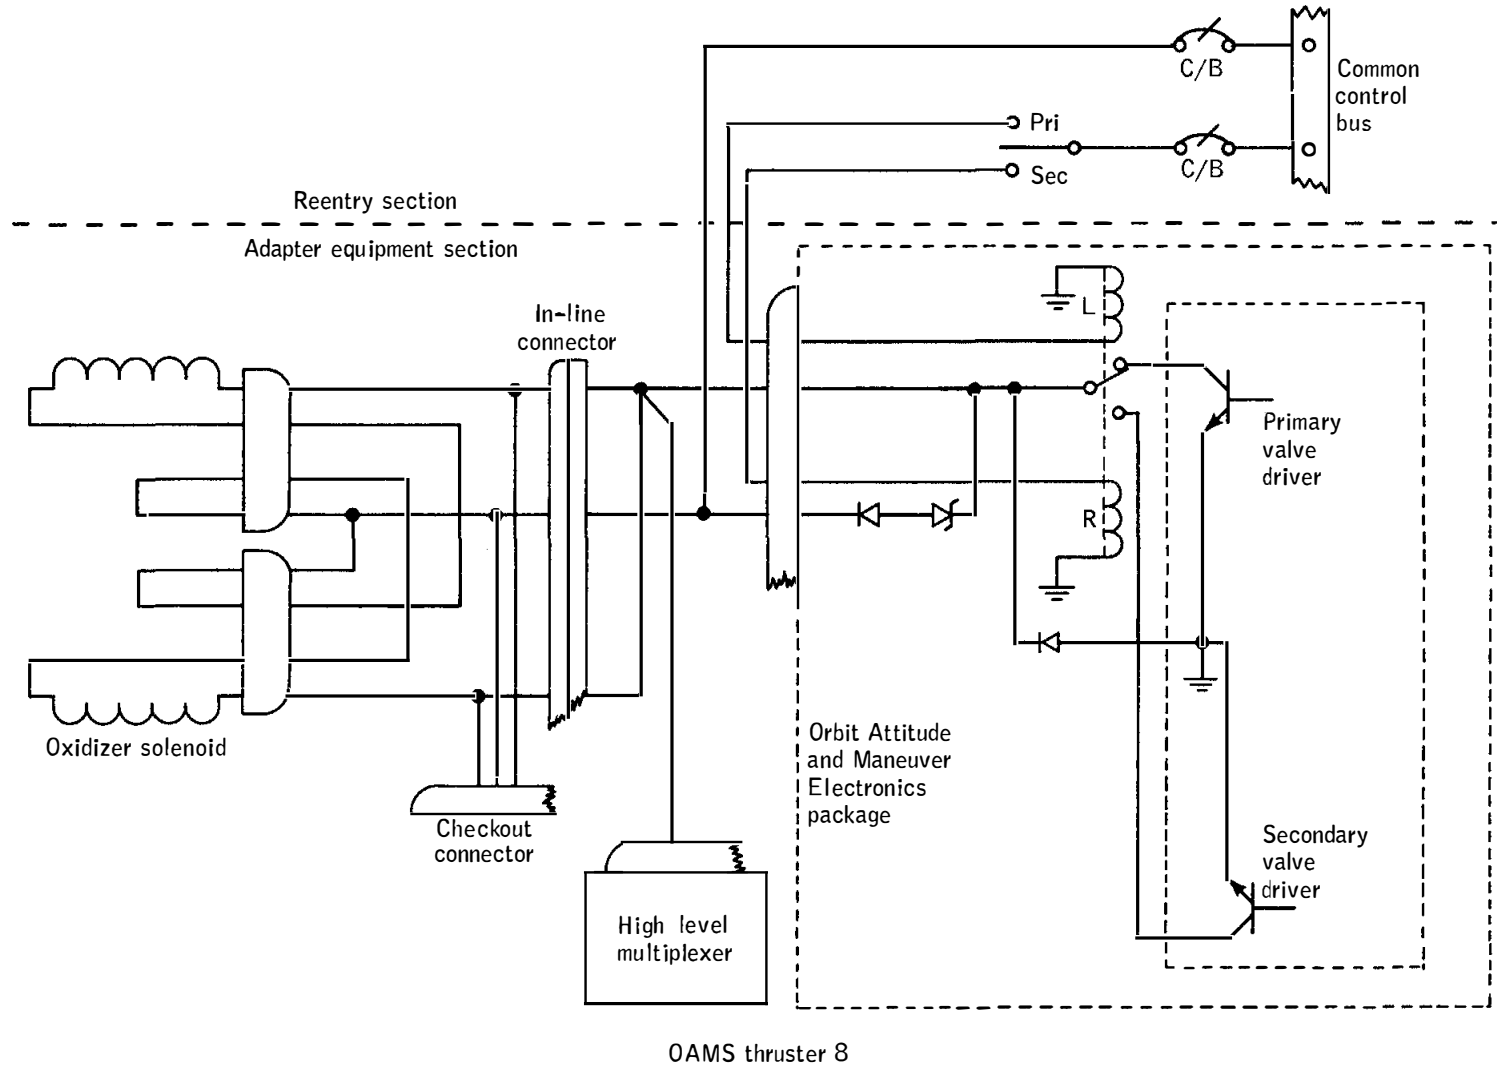 C/B
Common
control
bus
Pri
C/B
Sec
Reentry section
Adapter equipment section
In-line
connector
L
Primary
valve
driver
R
Oxidizer solenoid
Orbit Attitude
and Maneuver
Electronics
package
Checkout
connector
Secondary
valve
driver
High level
multiplexer
OAMS thruster 8